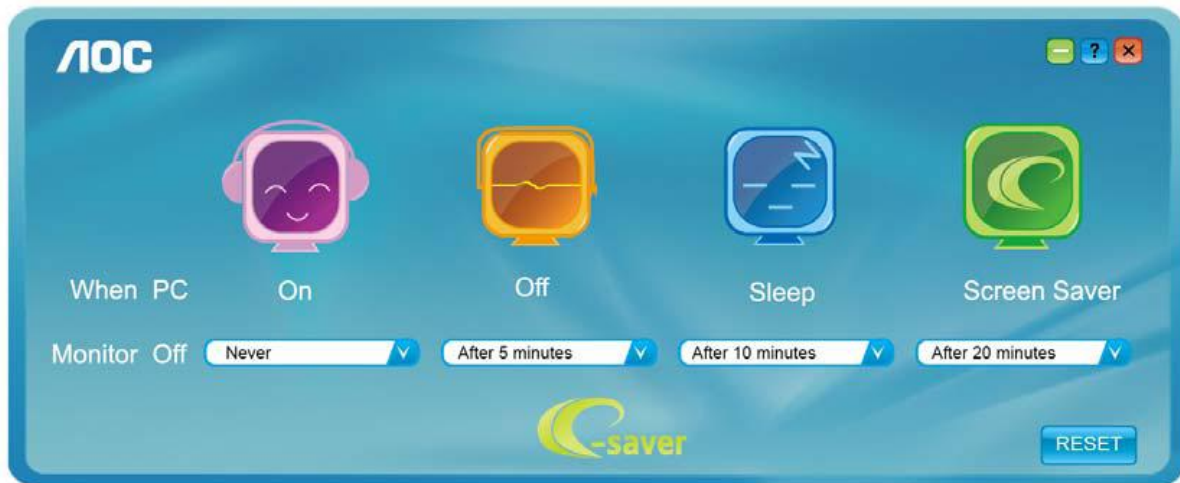 AOC
?
When PC On Off Sleep Screen Saver
Monitor Off Never After 5 minutes After 10 minutes After 20 minutes
e-saver
RESET